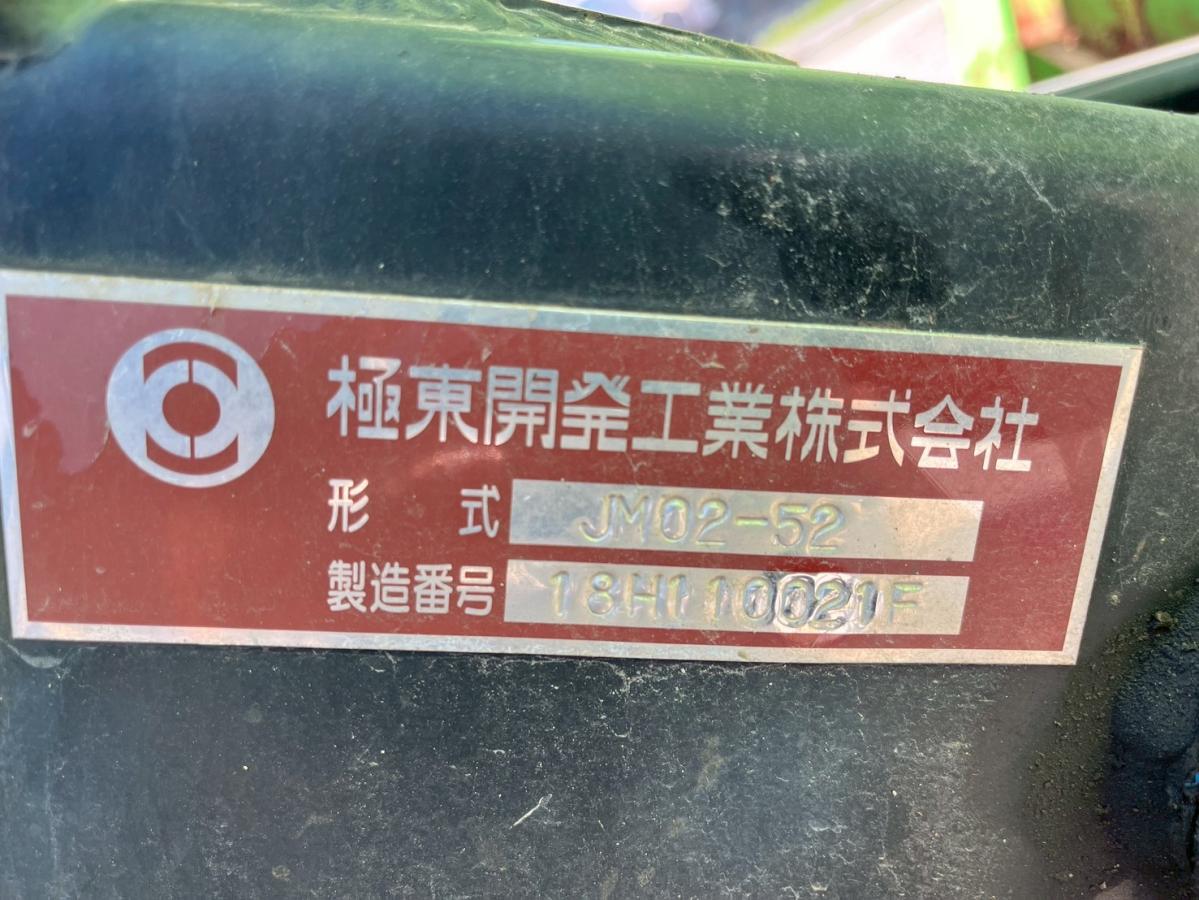 極東開発工業株式会社
形 式 JM02-52
製造番号 18H110021F